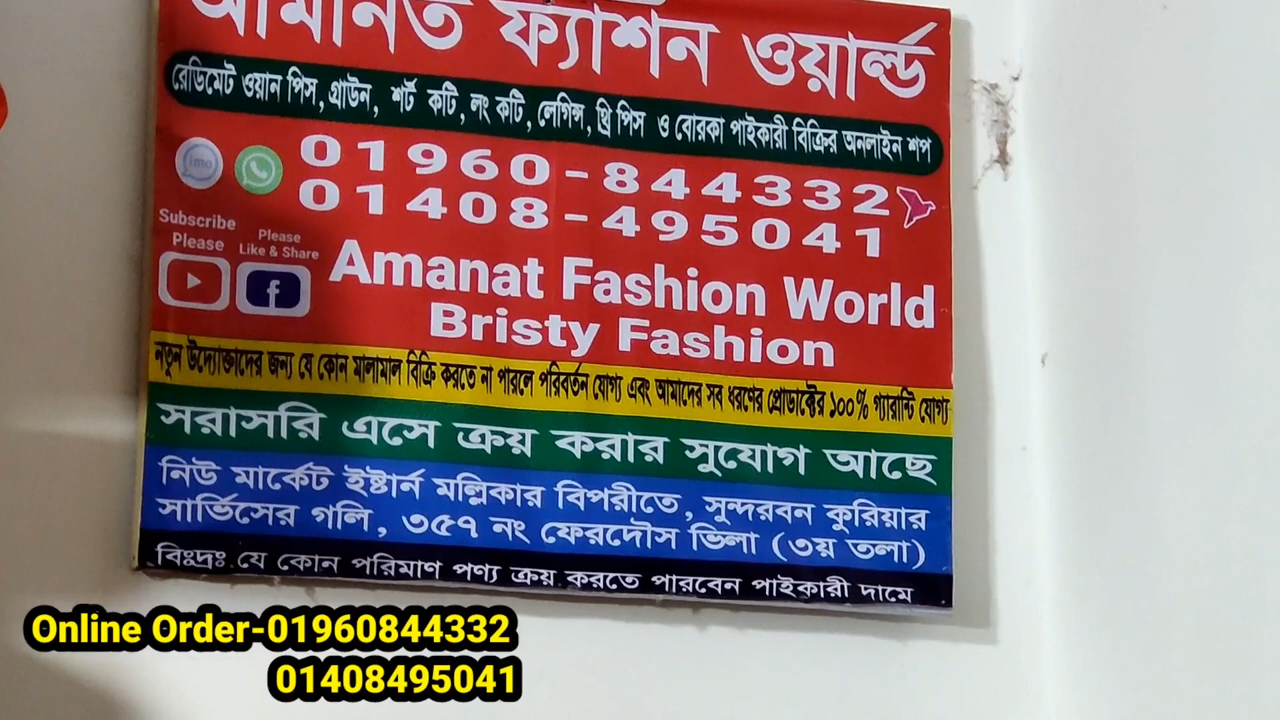 আমানত ফ্যাশন ওয়ার্ল্ড
রেডিমেট ওয়ান পিস, গ্রাউন, শর্ট কটি, লং কটি, লেগিন্স, থ্রি পিস ও বোরকা পাইকারী বিক্রির অনলাইন শপ
imo
01960-844332
01408-495041
Subscribe
Please
Please
Like & Share
Amanat Fashion World
Bristy Fashion
নতুন উদ্যোক্তাদের জন্য যে কোন মালামাল বিক্রি করতে না পারলে পরিবর্তন যোগ্য এবং আমাদের সব ধরণের প্রোডাক্টের ১০০% গ্যারান্টি যোগ্য
সরাসরি এসে ক্রয় করার সুযোগ আছে
নিউ মার্কেট ইষ্টার্ন মল্লিকার বিপরীতে, সুন্দরবন কুরিয়ার
সার্ভিসের গলি, ৩৫৭ নং ফেরদৌস ভিলা (৩য় তলা)
বিঃদ্রঃ যে কোন পরিমাণ পণ্য ক্রয় করতে পারবেন পাইকারী দামে
Online Order-01960844332
01408495041